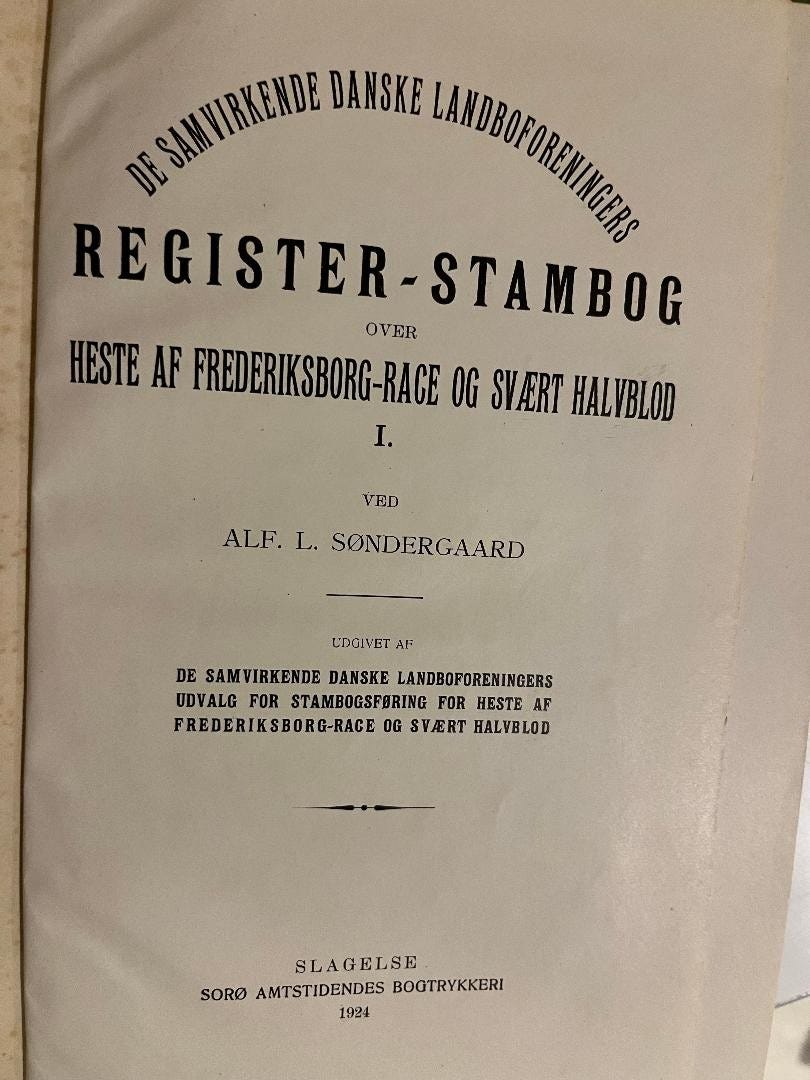 DE SAMVIRKENDE DANSKE LANDBOFORENINGERS
REGISTER-STAMBOG
OVER
HESTE AF FREDERIKSBORG-RACE OG SVÆRT HALVBLOD
I.
VED
ALF. L. SØNDERGAARD
UDGIVET AF
DE SAMVIRKENDE DANSKE LANDBOFORENINGERS
UDVALG FOR STAMBOGSFØRING FOR HESTE AF
FREDERIKSBORG-RACE OG SVÆRT HALVBLOD
SLAGELSE
SORØ AMTSTIDENDES BOGTRYKKERI
1924